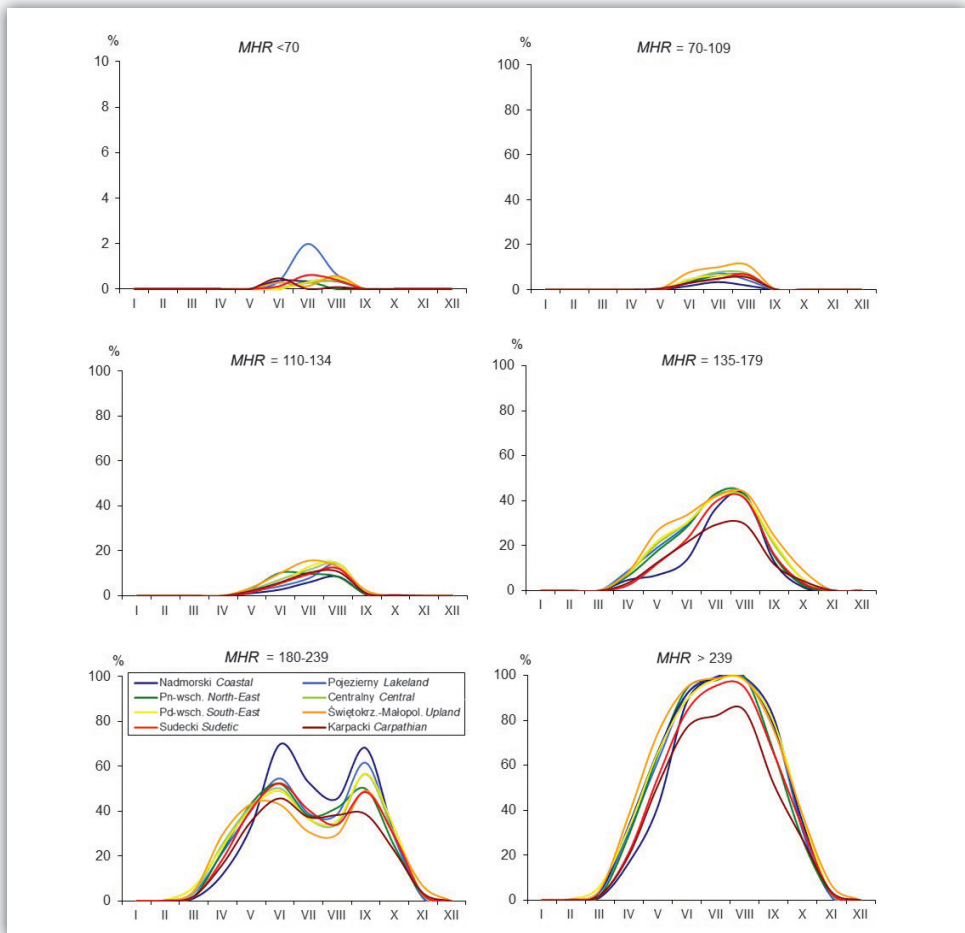 %
MHR <70
10
8
6
4
2
0
I II III IV V VI VII VIII IX X XI XII
%
MHR = 70-109
100
80
60
40
20
0
I II III IV V VI VII VIII IX X XI XII
%
MHR = 110-134
100
80
60
40
20
0
I II III IV V VI VII VIII IX X XI XII
%
MHR = 135-179
100
80
60
40
20
0
I II III IV V VI VII VIII IX X XI XII
%
MHR = 180-239
100
80
60
40
20
0
Nadmorski Coastal
Pojezierny Lakeland
Pn-wsch. North-East
Centralny Central
Pd-wsch. South-East
Świętokrz.-Małopol. Upland
Sudecki Sudetic
Karpacki Carpathian
I II III IV V VI VII VIII IX X XI XII
%
MHR > 239
100
80
60
40
20
0
I II III IV V VI VII VIII IX X XI XII